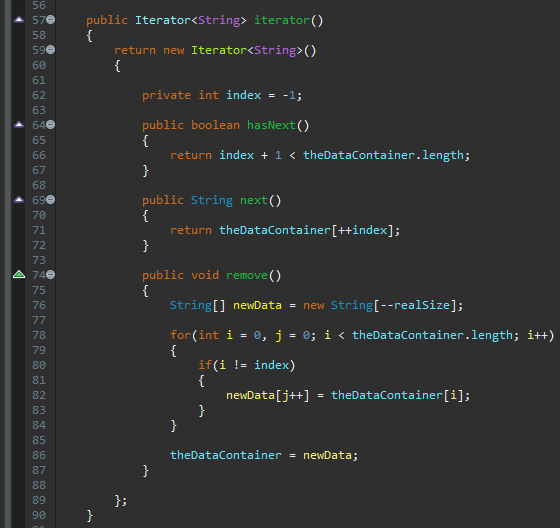 56
57 public Iterator<String> iterator()
58 {
59 return new Iterator<String>()
60 {
61
62 private int index = -1;
63
64 public boolean hasNext()
65 {
66 return index + 1 < theDataContainer.length;
67 }
68
69 public String next()
70 {
71 return theDataContainer[++index];
72 }
73
74 public void remove()
75 {
76 String[] newData = new String[--realSize];
77
78 for(int i = 0, j = 0; i < theDataContainer.length; i++)
79 {
80 if(i != index)
81 {
82 newData[j++] = theDataContainer[i];
83 }
84 }
85
86 theDataContainer = newData;
87 }
88
89 };
90 }